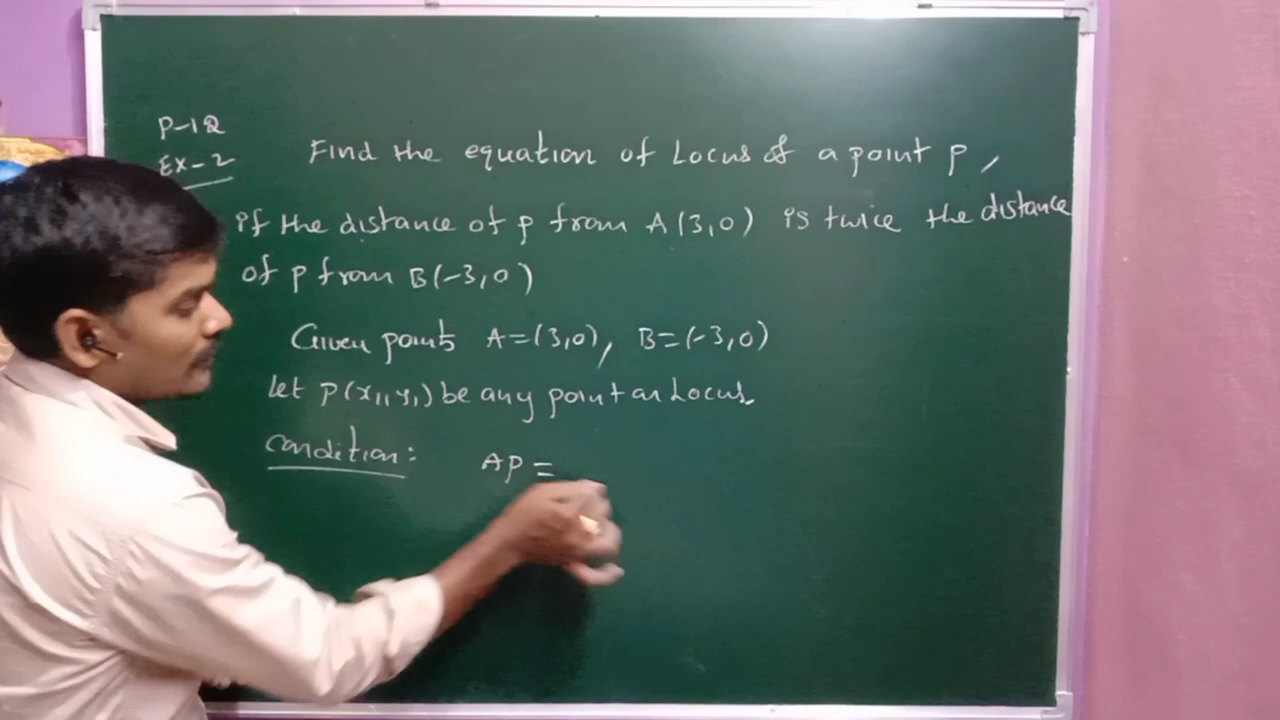 P-12
Ex-2
Find the equation of Locus of a point P,
if the distance of P from A(3,0) is twice the distance
of P from B(-3,0)
Given points A=(3,0), B=(-3,0)
let P(x₁,y₁) be any point on Locus.
Condition: AP =